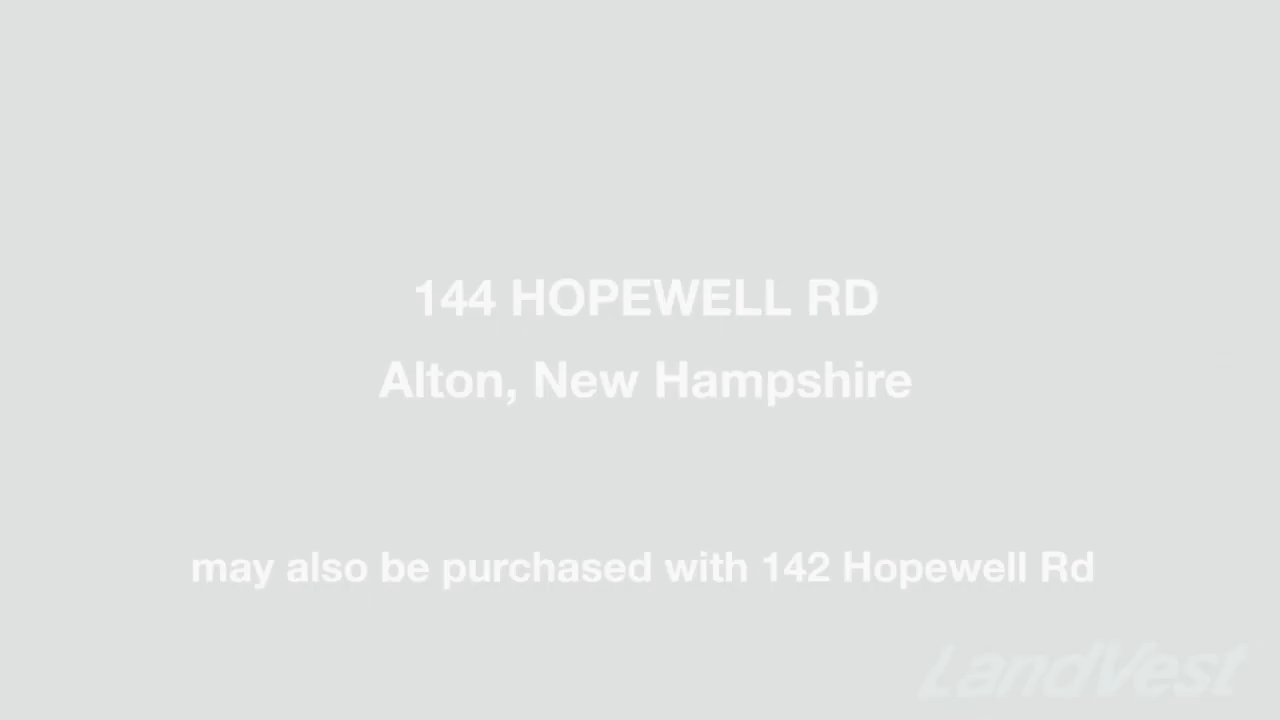 144 HOPEWELL RD
Alton, New Hampshire
may also be purchased with 142 Hopewell Rd
LandVest